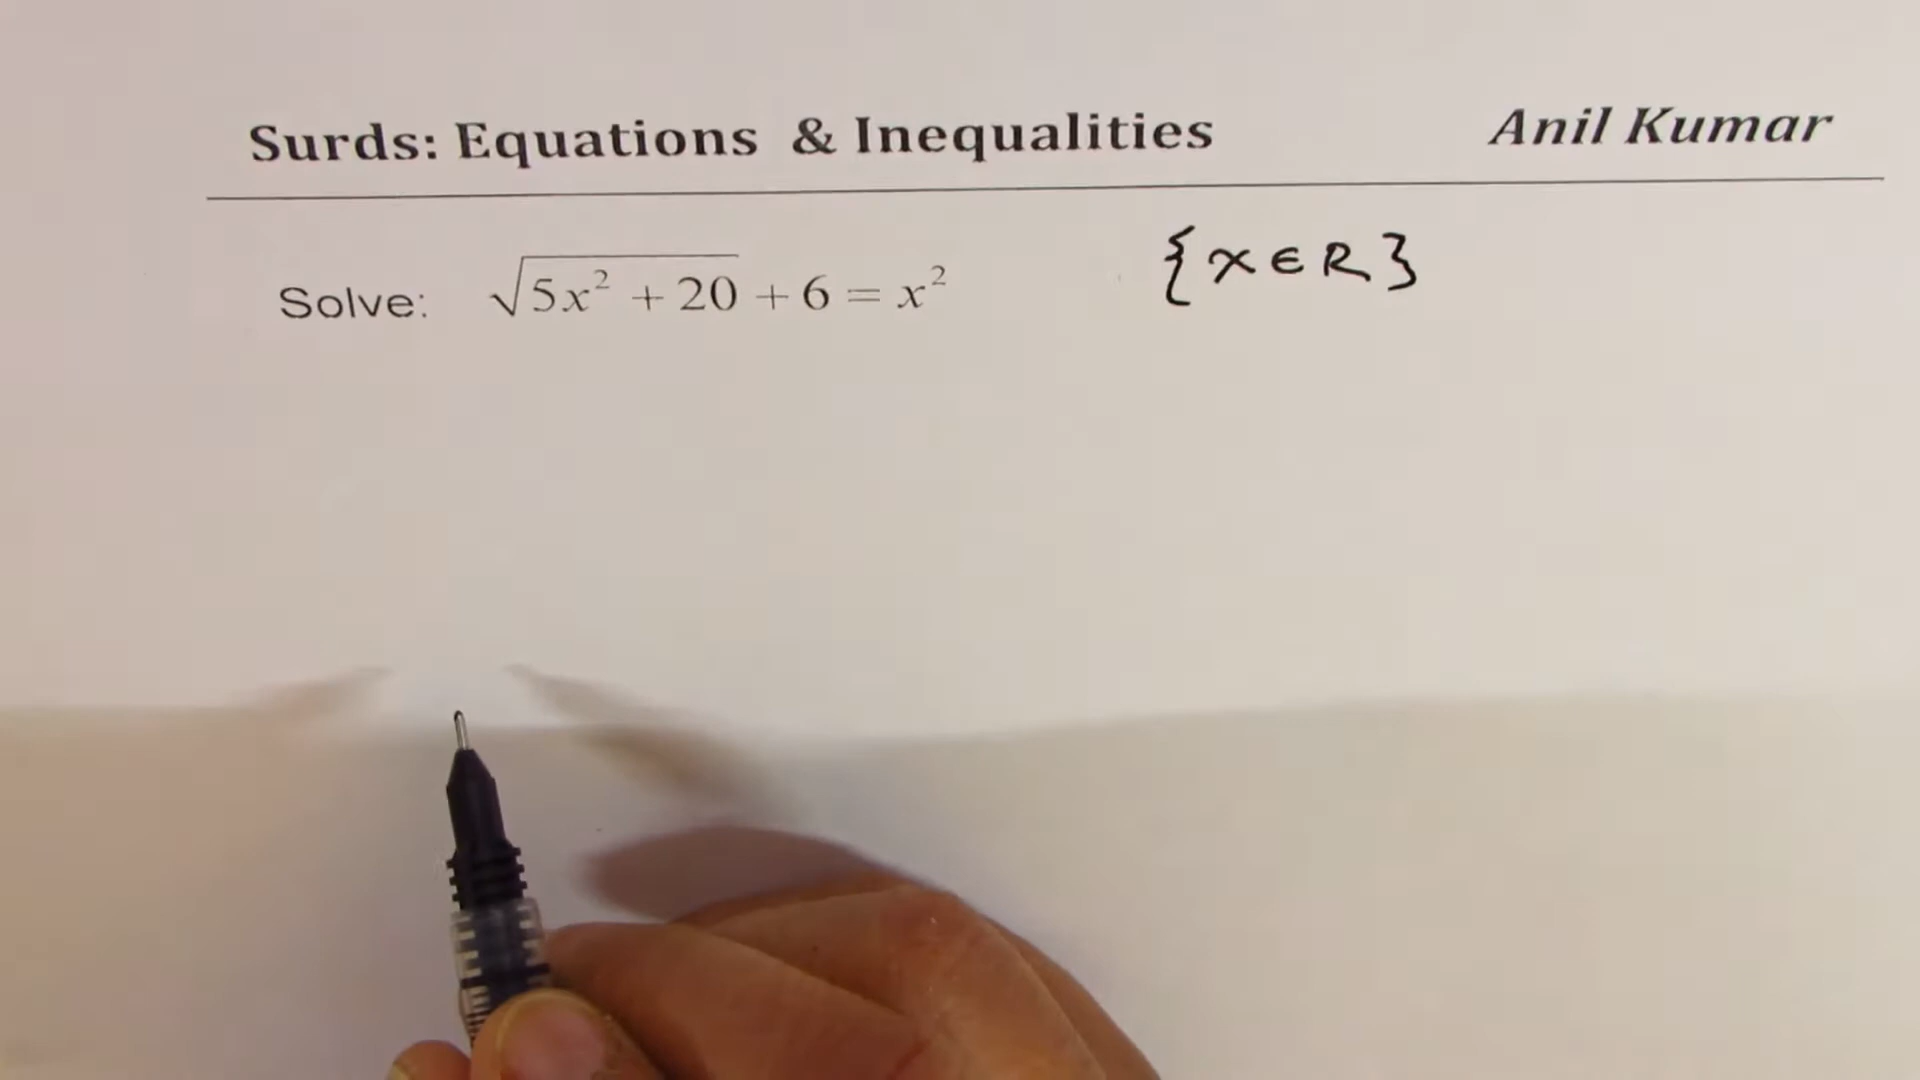 Surds: Equations & Inequalities Anil Kumar
Solve: √(5x² + 20) + 6 = x² {x ∈ R}